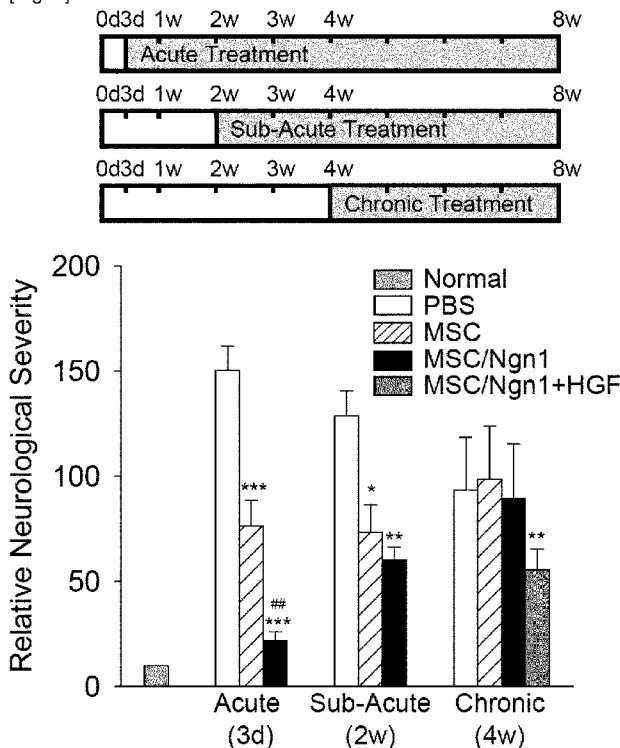 0d3d 1w 2w 3w 4w 8w
Acute Treatment
0d3d 1w 2w 3w 4w 8w
Sub-Acute Treatment
0d3d 1w 2w 3w 4w 8w
Chronic Treatment
Relative Neurological Severity
200
150
100
50
0
Normal
PBS
MSC
MSC/Ngn1
MSC/Ngn1+HGF
***
##
***
*
**
**
Acute Sub-Acute Chronic
(3d) (2w) (4w)